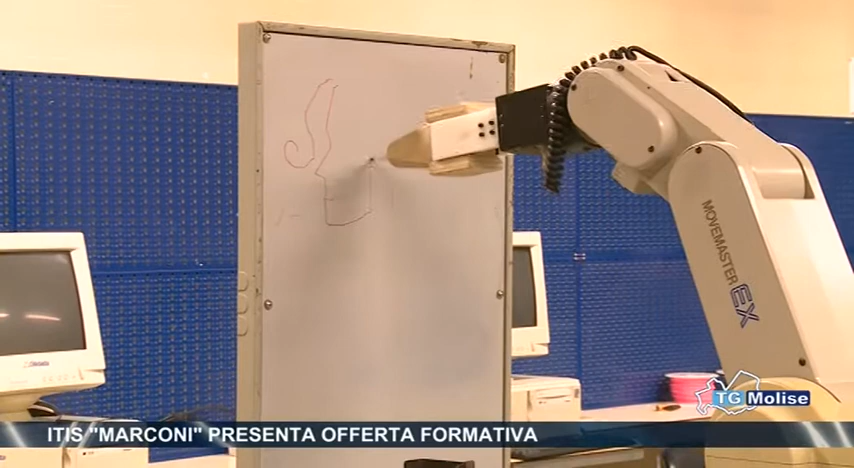 MOVEMASTER EX
TG Molise
ITIS "MARCONI" PRESENTA OFFERTA FORMATIVA